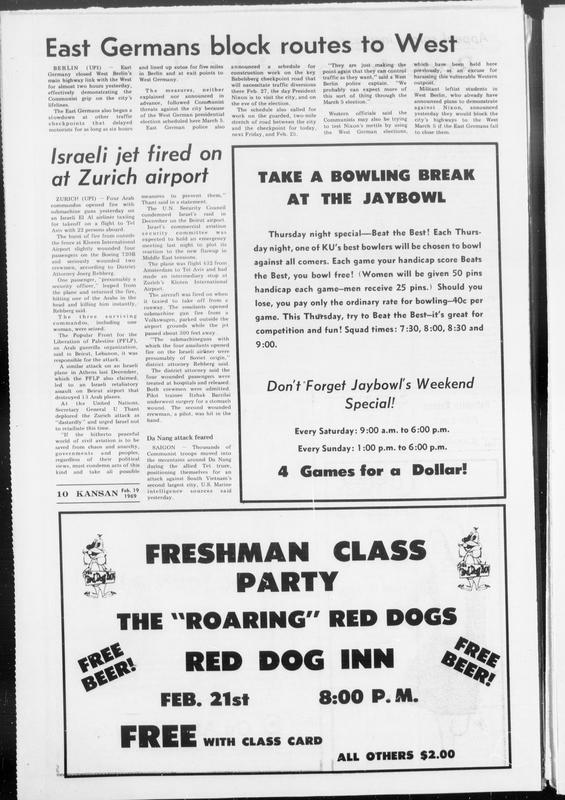 East Germans block routes to West
BERLIN (UPI) — East
Germany closed West Berlin's
main highway link with the West
for almost two hours yesterday,
effectively demonstrating the
Communist grip on the city's
lifelines.
The East Germans also began a
slowdown at other traffic
checkpoints that delayed
motorists for as long as six hours
and lined up autos for five miles
in Berlin and at exit points to
West Germany.
The measures, neither
explained nor announced in
advance, followed Communist
threats against the city because
of the West German presidential
election scheduled here March 5.
East German police also
announced a schedule for
construction work on the key
Babelsberg checkpoint road that
will necessitate traffic diversions
there Feb. 27, the day President
Nixon is to visit the city, and on
the eve of the election.
The schedule also called for
work on the guarded, two-mile
stretch of road between the city
and the checkpoint for today,
next Friday, and Feb. 25.
"They are just making the
point again that they can control
traffic as they want," said a West
Berlin police captain. "We
probably can expect more of
this sort of thing through the
March 5 election."
Western officials said the
Communists may also be trying
to test Nixon's mettle by using
the West German elections,
which have been held here
previously, as an excuse for
harassing this vulnerable Western
outpost.
Militant leftist students in
West Berlin, who already have
announced plans to demonstrate
against Nixon, announced
yesterday they would block the
city's highways to the West
March 5 if the East Germans fail
to close them.
Israeli jet fired on
at Zurich airport
ZURICH (UPI) — Four Arab
commandos opened fire with
submachine guns yesterday on
an Israeli El Al airliner taxiing
for takeoff on a flight to Tel
Aviv with 22 persons aboard.
The burst of fire from outside
the fence at Kloten International
Airport slightly wounded four
passengers on the Boeing 720B
and seriously wounded two
crewmen, according to District
Attorney Joerg Rehberg.
One passenger, "presumably a
security officer," leaped from
the plane and returned the fire,
hitting one of the Arabs in the
head and killing him instantly,
Rehberg said.
The three surviving
commandos, including one
woman, were seized.
The Popular Front for the
Liberation of Palestine (PFLP),
an Arab guerrilla organization,
said in Beirut, Lebanon, it was
responsible for the attack.
A similar attack on an Israeli
plane in Athens last December,
which the PFLP also claimed,
led to an Israeli retaliatory
assault on Beirut airport that
destroyed 13 Arab planes.
At the United Nations,
Secretary General U Thant
deplored the Zurich attack as
"dastardly" and urged Israel not
to retaliate this time.
"If the hitherto peaceful
world of civil aviation is to be
saved from chaos and anarchy,
governments and peoples,
regardless of their political
views, must condemn acts of this
kind and take all possible
measures to prevent them,"
Thant said in a statement.
The U.N. Security Council
condemned Israel's raid in
December on the Beirut airport.
Israel's commercial aviation
security committee was
expected to hold an emergency
meeting last night to plot its
reaction to the new flareup in
Middle East tensions.
The plane was flight 432 from
Amsterdam to Tel Aviv and had
made an intermediary stop at
Zurich's Kloten International
Airport.
The aircraft was fired on when
it taxied to take off from a
runway. The assailants opened
submachine gun fire from a
Volkswagen, parked outside the
airport grounds while the jet
passed about 300 feet away.
"The submachineguns with
which the four assailants opened
fire on the Israeli airliner were
presumably of Soviet origin,"
district attorney Rehberg said.
The district attorney said the
four wounded passengers were
treated at hospitals and released.
Both crewmen were admitted.
Pilot trainee Itzhak Barzilai
underwent surgery for a stomach
wound. The second wounded
crewman, a pilot, was hit in the
hand.
Da Nang attack feared
SAIGON — Thousands of
Communist troops moved into
the mountains around Da Nang
during the allied Tet truce,
positioning themselves for an
attack against South Vietnam's
second largest city, U.S. Marine
intelligence sources said
yesterday.
10 KANSAN Feb. 19
1969
TAKE A BOWLING BREAK
AT THE JAYBOWL
Thursday night special—Beat the Best! Each Thurs-
day night, one of KU's best bowlers will be chosen to bowl
against all comers. Each game your handicap score Beats
the Best, you bowl free! (Women will be given 50 pins
handicap each game—men receive 25 pins.) Should you
lose, you pay only the ordinary rate for bowling—40c per
game. This Thursday, try to Beat the Best—it's great for
competition and fun! Squad times: 7:30, 8:00, 8:30 and
9:00.
Don't Forget Jaybowl's Weekend
Special!
Every Saturday: 9:00 a.m. to 6:00 p.m.
Every Sunday: 1:00 p.m. to 6:00 p.m.
4 Games for a Dollar!
FRESHMAN CLASS
PARTY
THE "ROARING" RED DOGS
FREE
BEER!
RED DOG INN
FREE
BEER!
FEB. 21st 8:00 P.M.
FREE WITH CLASS CARD
ALL OTHERS $2.00